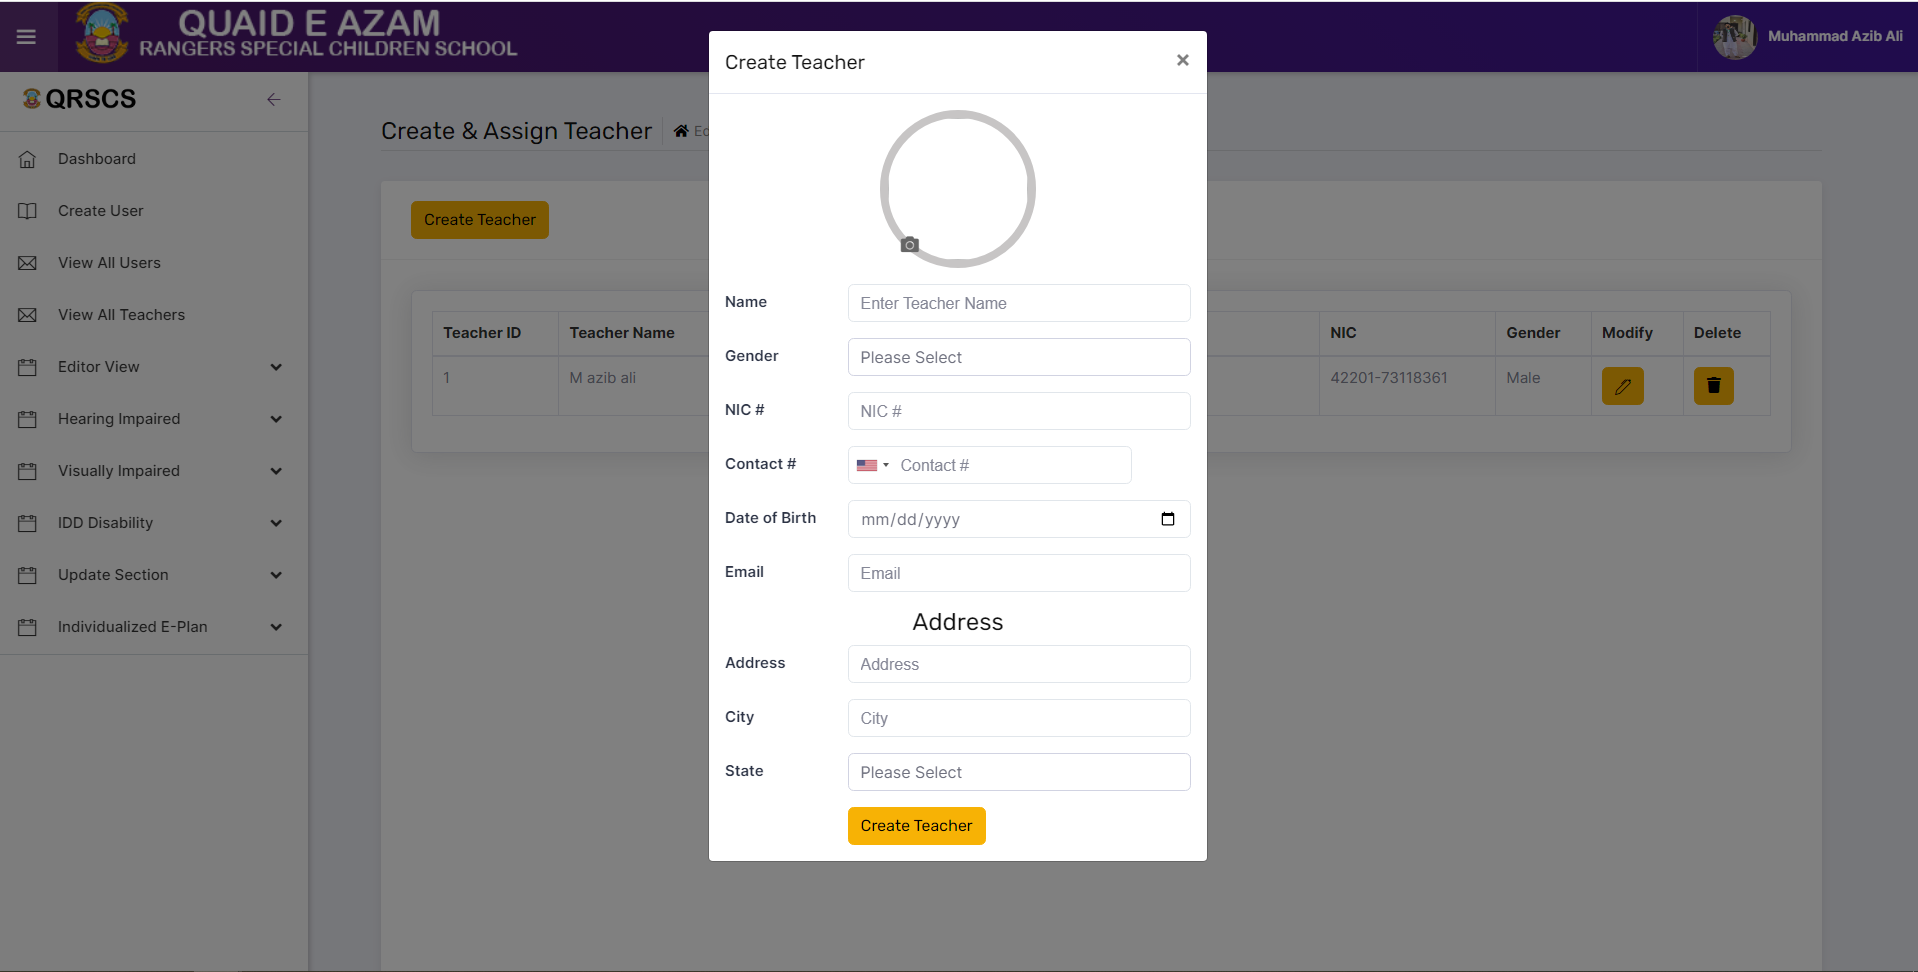 QUAID E AZAM
RANGERS SPECIAL CHILDREN SCHOOL
Muhammad Azib Ali
QRSCS
Dashboard
Create User
View All Users
View All Teachers
Editor View
Hearing Impaired
Visually Impaired
IDD Disability
Update Section
Individualized E-Plan
Create & Assign Teacher
Create Teacher
Teacher ID Teacher Name NIC Gender Modify Delete
1 M azib ali 42201-73118361 Male
Create Teacher ×
Name Enter Teacher Name
Gender Please Select
NIC # NIC #
Contact # Contact #
Date of Birth mm/dd/yyyy
Email Email
Address
Address Address
City City
State Please Select
Create Teacher